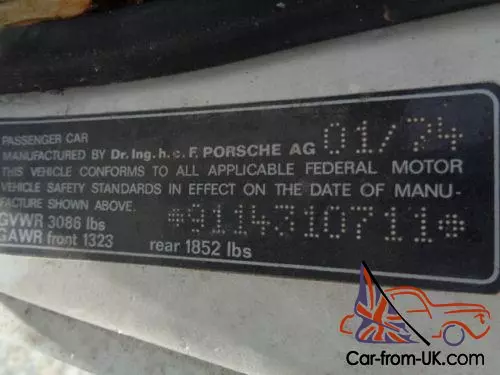 PASSENGER CAR
MANUFACTURED BY Dr. Ing. h. c. F. PORSCHE AG 01/74
THIS VEHICLE CONFORMS TO ALL APPLICABLE FEDERAL MOTOR
VEHICLE SAFETY STANDARDS IN EFFECT ON THE DATE OF MANU-
FACTURE SHOWN ABOVE.
GVWR 3086 lbs *9114310711*
GAWR front 1323 rear 1852 lbs
Car-from-UK.com